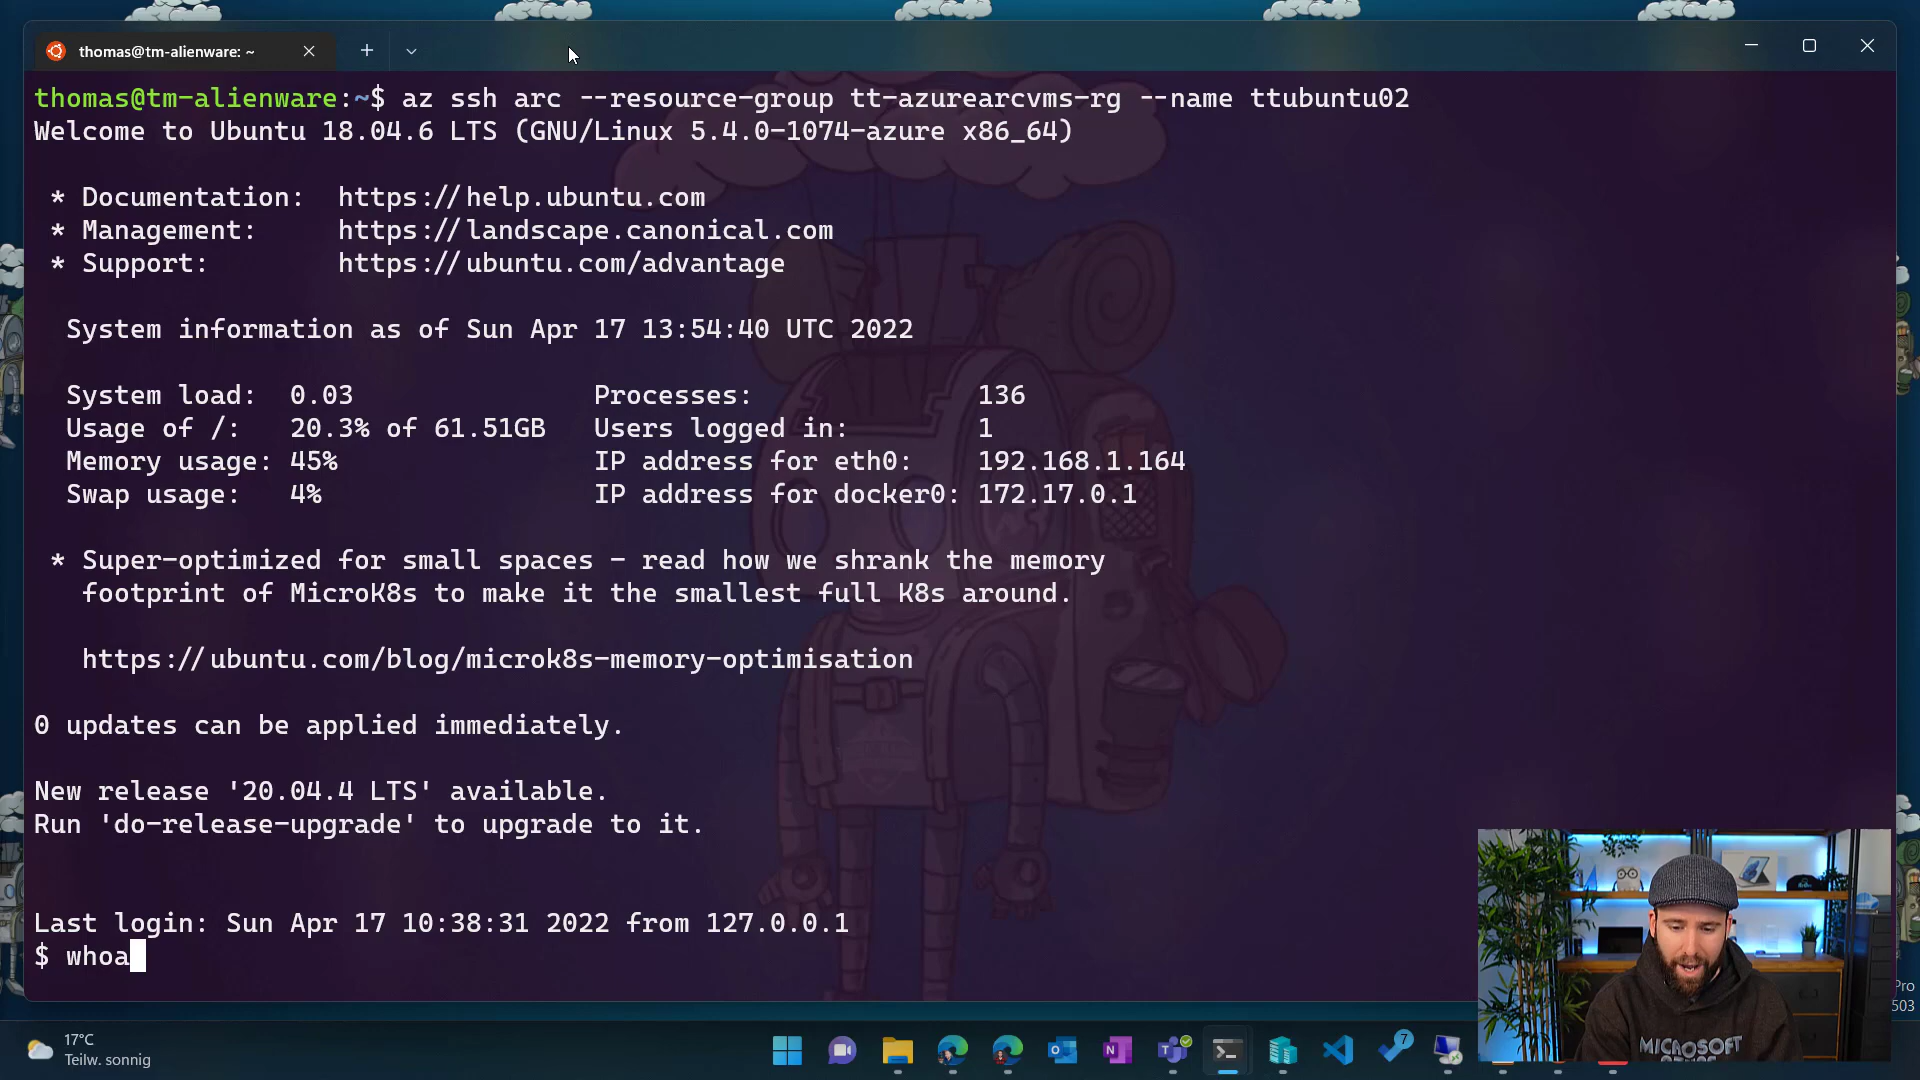 thomas@tm-alienware: ~
thomas@tm-alienware:~$ az ssh arc --resource-group tt-azurearcvms-rg --name ttubuntu02
Welcome to Ubuntu 18.04.6 LTS (GNU/Linux 5.4.0-1074-azure x86_64)
* Documentation: https://help.ubuntu.com
* Management: https://landscape.canonical.com
* Support: https://ubuntu.com/advantage
System information as of Sun Apr 17 13:54:40 UTC 2022
System load: 0.03 Processes: 136
Usage of /: 20.3% of 61.51GB Users logged in: 1
Memory usage: 45% IP address for eth0: 192.168.1.164
Swap usage: 4% IP address for docker0: 172.17.0.1
* Super-optimized for small spaces - read how we shrank the memory
footprint of MicroK8s to make it the smallest full K8s around.
https://ubuntu.com/blog/microk8s-memory-optimisation
0 updates can be applied immediately.
New release '20.04.4 LTS' available.
Run 'do-release-upgrade' to upgrade to it.
Last login: Sun Apr 17 10:38:31 2022 from 127.0.0.1
$ whoa
Pro
503
17°C
Teilw. sonnig
7
MICROSOFT